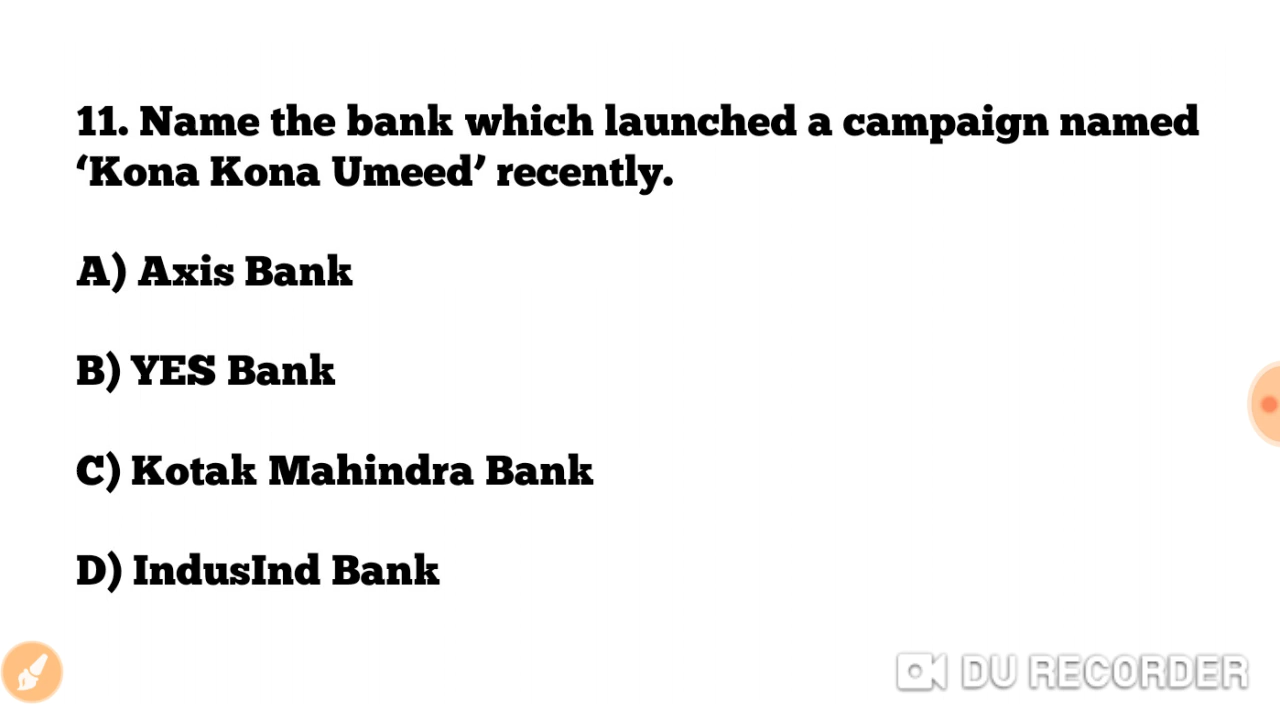 11. Name the bank which launched a campaign named
‘Kona Kona Umeed’ recently.
A) Axis Bank
B) YES Bank
C) Kotak Mahindra Bank
D) IndusInd Bank
DU RECORDER